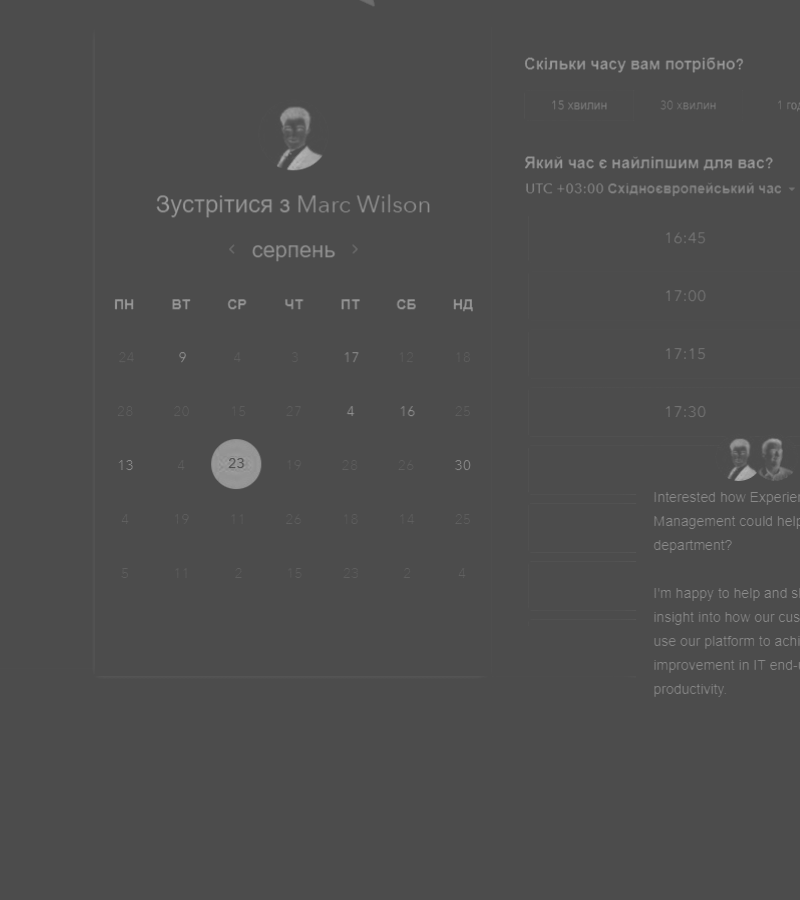 Зустрітися з Marc Wilson
серпень
ПН ВТ СР ЧТ ПТ СБ НД
24 9 4 3 17 12 18
28 20 15 27 4 16 25
13 4 23 19 28 26 30
4 19 11 26 18 14 25
5 11 2 15 23 2 4
Скільки часу вам потрібно?
15 хвилин 30 хвилин 1 год
Який час є найліпшим для вас?
UTC +03:00 Східноєвропейський час
16:45
17:00
17:15
17:30
Interested how Experien
Management could help
department?
I'm happy to help and sh
insight into how our cus
use our platform to achi
improvement in IT end-u
productivity.